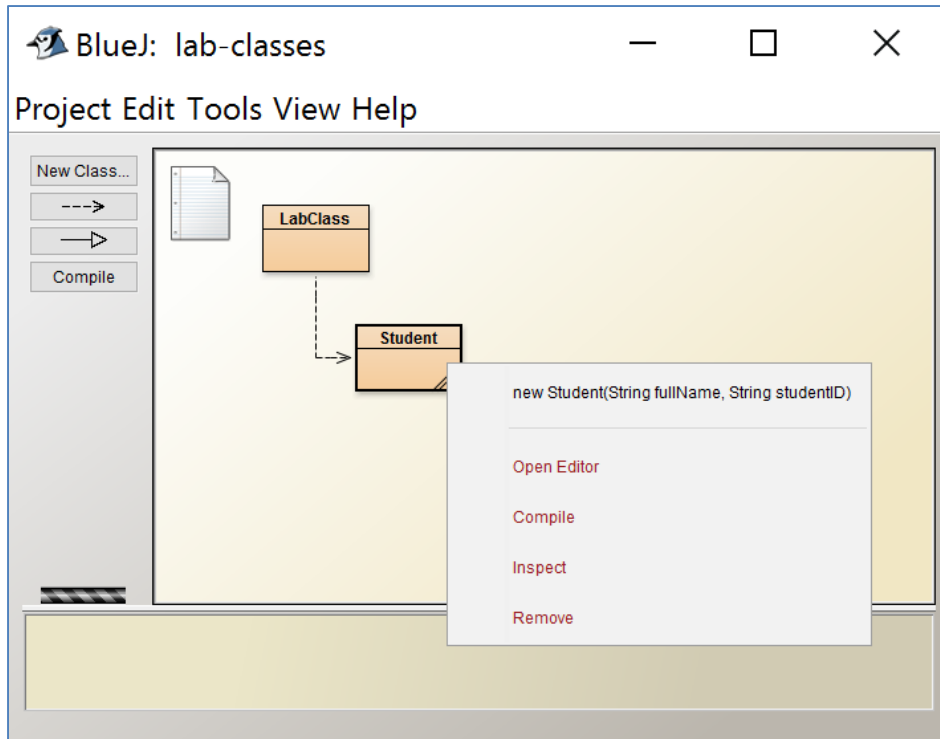 BlueJ: lab-classes
Project Edit Tools View Help
New Class...
Compile
LabClass
Student
new Student(String fullName, String studentID)
Open Editor
Compile
Inspect
Remove